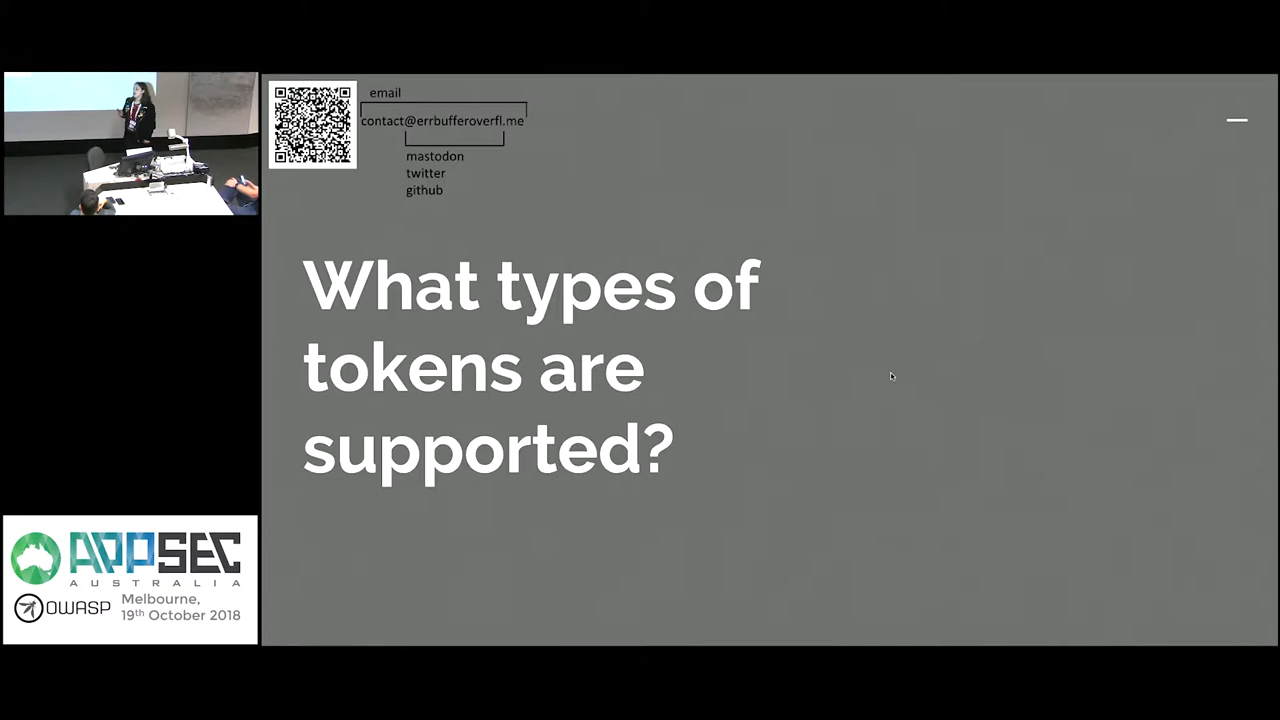 email
contact@errbufferoverfl.me
mastodon
twitter
github
What types of
tokens are
supported?
APPSEC
AUSTRALIA
OWASP
Melbourne,
19th October 2018